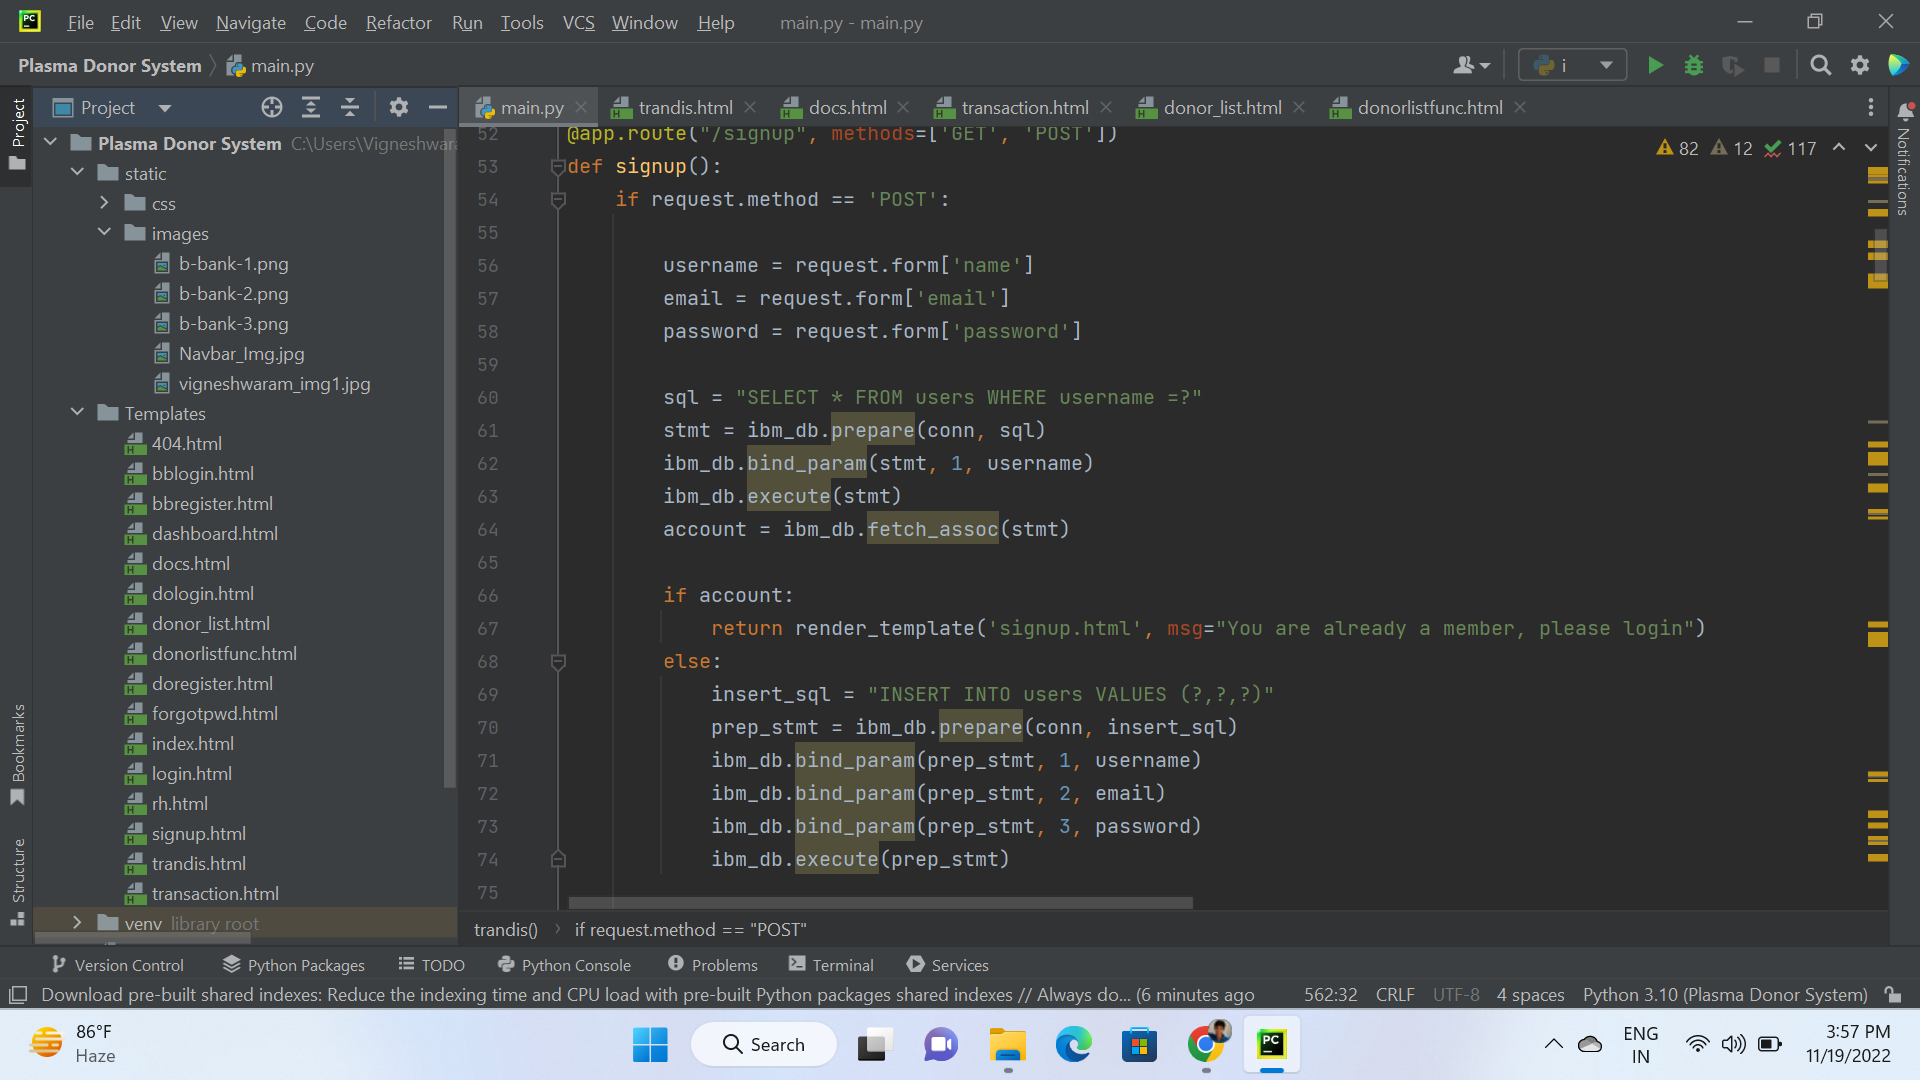 PC File Edit View Navigate Code Refactor Run Tools VCS Window Help main.py - main.py
Plasma Donor System main.py i
Project
main.py trandis.html docs.html transaction.html donor_list.html donorlistfunc.html
Project
Notifications
Bookmarks
Structure
Plasma Donor System C:\Users\Vigneshwara
static
css
images
b-bank-1.png
b-bank-2.png
b-bank-3.png
Navbar_Img.jpg
vigneshwaram_img1.jpg
Templates
404.html
bblogin.html
bbregister.html
dashboard.html
docs.html
dologin.html
donor_list.html
donorlistfunc.html
doregister.html
forgotpwd.html
index.html
login.html
rh.html
signup.html
trandis.html
transaction.html
venv library root
82 12 117
52 @app.route("/signup", methods=['GET', 'POST'])
53 def signup():
54 if request.method == 'POST':
55
56 username = request.form['name']
57 email = request.form['email']
58 password = request.form['password']
59
60 sql = "SELECT * FROM users WHERE username =?"
61 stmt = ibm_db.prepare(conn, sql)
62 ibm_db.bind_param(stmt, 1, username)
63 ibm_db.execute(stmt)
64 account = ibm_db.fetch_assoc(stmt)
65
66 if account:
67 return render_template('signup.html', msg="You are already a member, please login")
68 else:
69 insert_sql = "INSERT INTO users VALUES (?,?,?)"
70 prep_stmt = ibm_db.prepare(conn, insert_sql)
71 ibm_db.bind_param(prep_stmt, 1, username)
72 ibm_db.bind_param(prep_stmt, 2, email)
73 ibm_db.bind_param(prep_stmt, 3, password)
74 ibm_db.execute(prep_stmt)
75
trandis() if request.method == "POST"
Version Control Python Packages TODO Python Console Problems Terminal Services
Download pre-built shared indexes: Reduce the indexing time and CPU load with pre-built Python packages shared indexes // Always do... (6 minutes ago 562:32 CRLF UTF-8 4 spaces Python 3.10 (Plasma Donor System)
86°F
Haze
Search
PC
ENG
IN
3:57 PM
11/19/2022